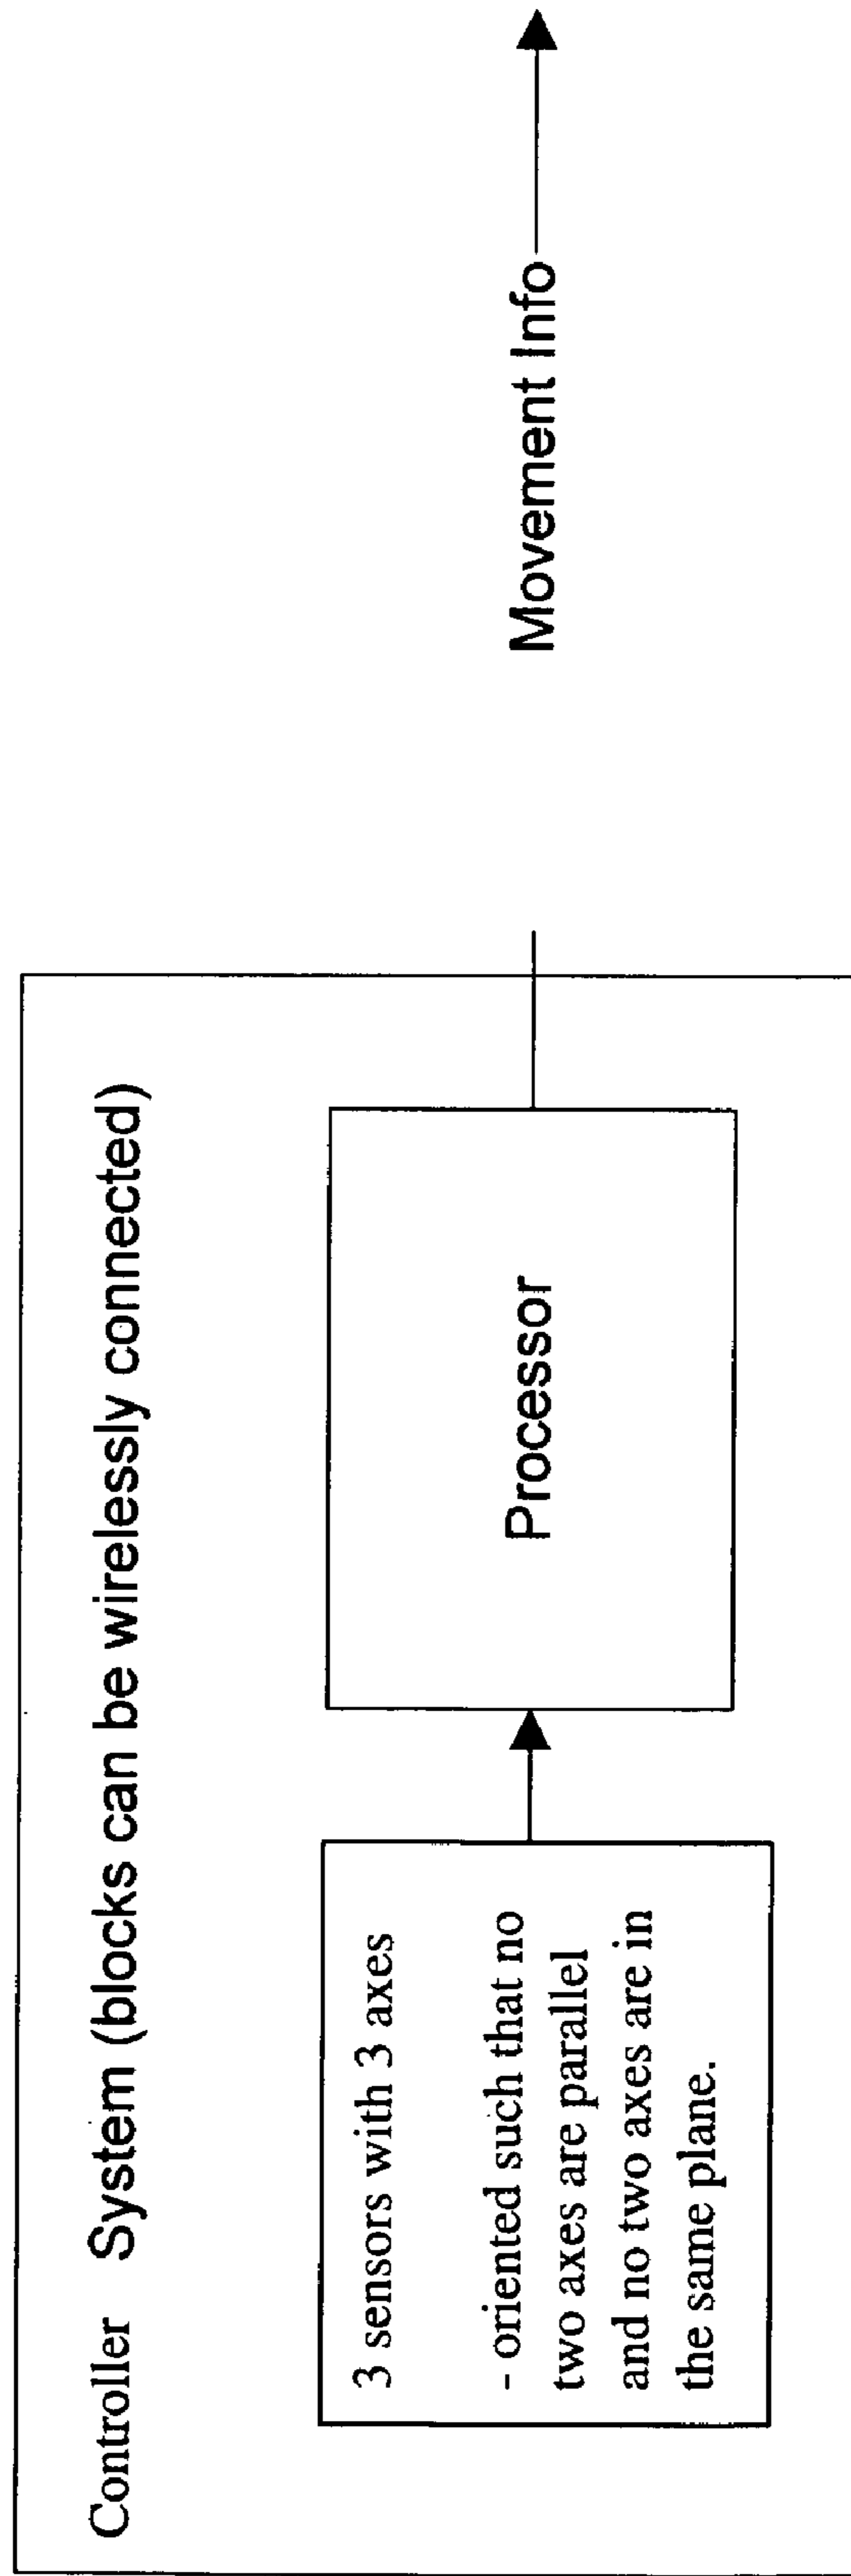 Controller System (blocks can be wirelessly connected)
3 sensors with 3 axes
- oriented such that no
two axes are parallel
and no two axes are in
the same plane.
Processor
Movement Info